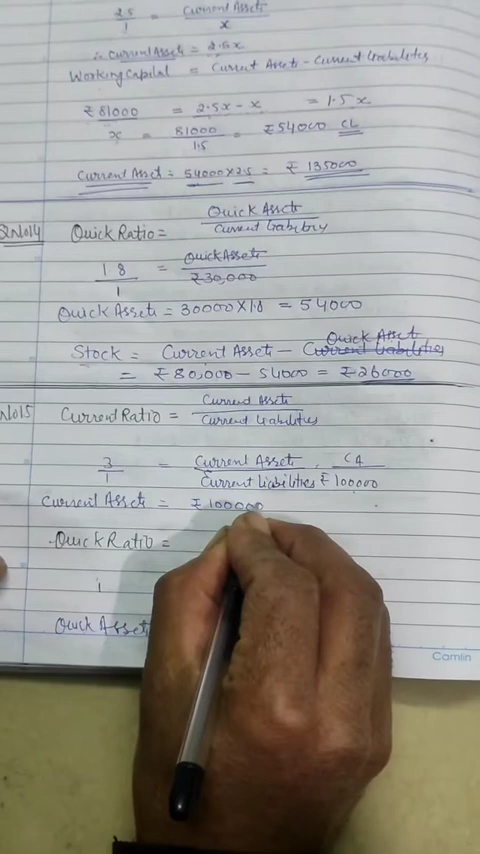 2.5 = Current Assets
1 x
∴ Current Assets = 2.5x
Working Capital = Current Assets - Current Liabilities
₹81000 = 2.5x - x = 1.5x
x = 81000 = ₹54000 CL
1.5
Current Asset = 54000 x 2.5 = ₹135000
Q.No14 Quick Ratio = Quick Assets
Current Liability
1.8 = Quick Assets
1 ₹30,000
Quick Assets = 30000 x 1.8 = 54000
Quick Asset
Stock = Current Assets - Current Liabilities
= ₹80,000 - 54000 = ₹26000
No15 Current Ratio = Current Assets
Current Liabilities
3 = Current Assets, CA
1 Current Liabilities ₹100000
Current Assets = ₹100000
Quick Ratio =
1
Quick Assets
Camlin